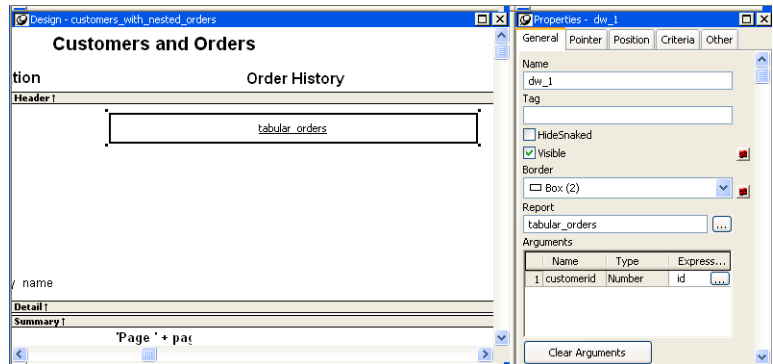 Design - customers_with_nested_orders
Customers and Orders
tion
Order History
Header ↑
tabular_orders
y name
Detail ↑
Summary ↑
'Page ' + pag
Properties - dw_1
General Pointer Position Criteria Other
Name
dw_1
Tag
HideSnaked
Visible
Border
Box (2)
Report
tabular_orders ...
Arguments
Name Type Express...
1 customerid Number id ...
Clear Arguments